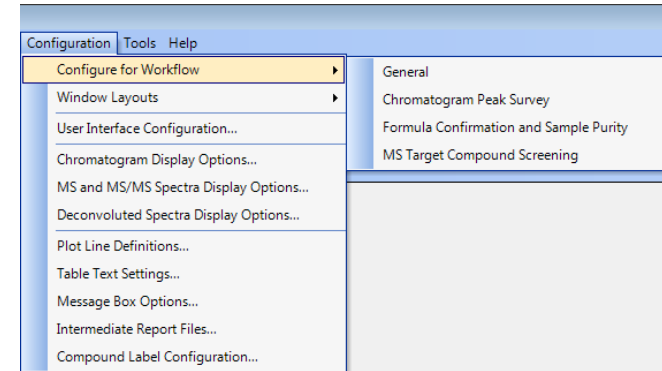 Configuration Tools Help
Configure for Workflow
Window Layouts
User Interface Configuration...
Chromatogram Display Options...
MS and MS/MS Spectra Display Options...
Deconvoluted Spectra Display Options...
Plot Line Definitions...
Table Text Settings...
Message Box Options...
Intermediate Report Files...
Compound Label Configuration...
General
Chromatogram Peak Survey
Formula Confirmation and Sample Purity
MS Target Compound Screening